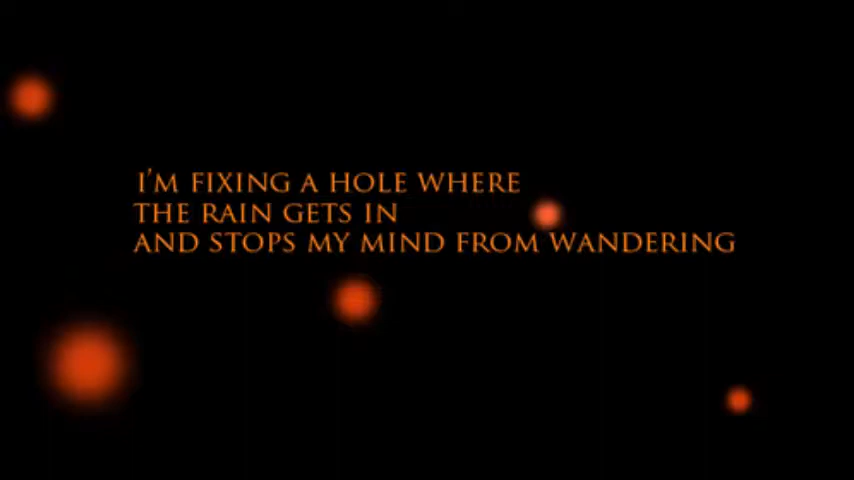 I'M FIXING A HOLE WHERE
THE RAIN GETS IN
AND STOPS MY MIND FROM WANDERING